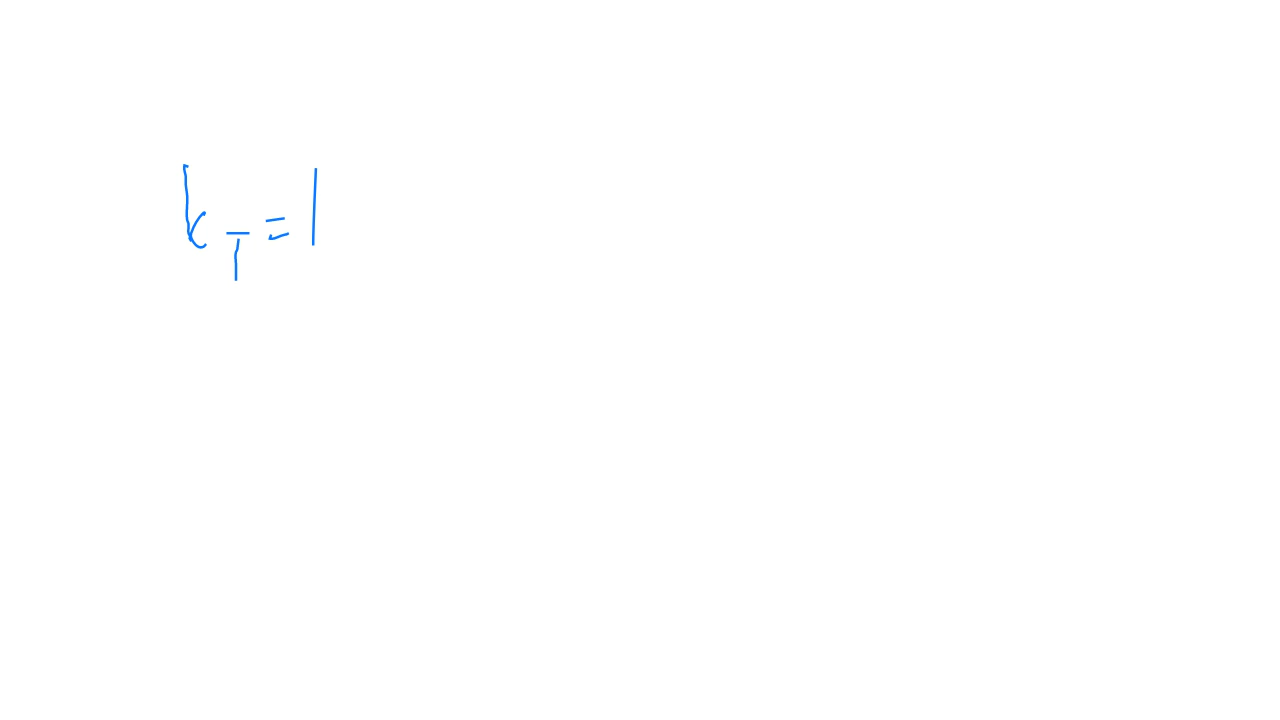 k_T = 1